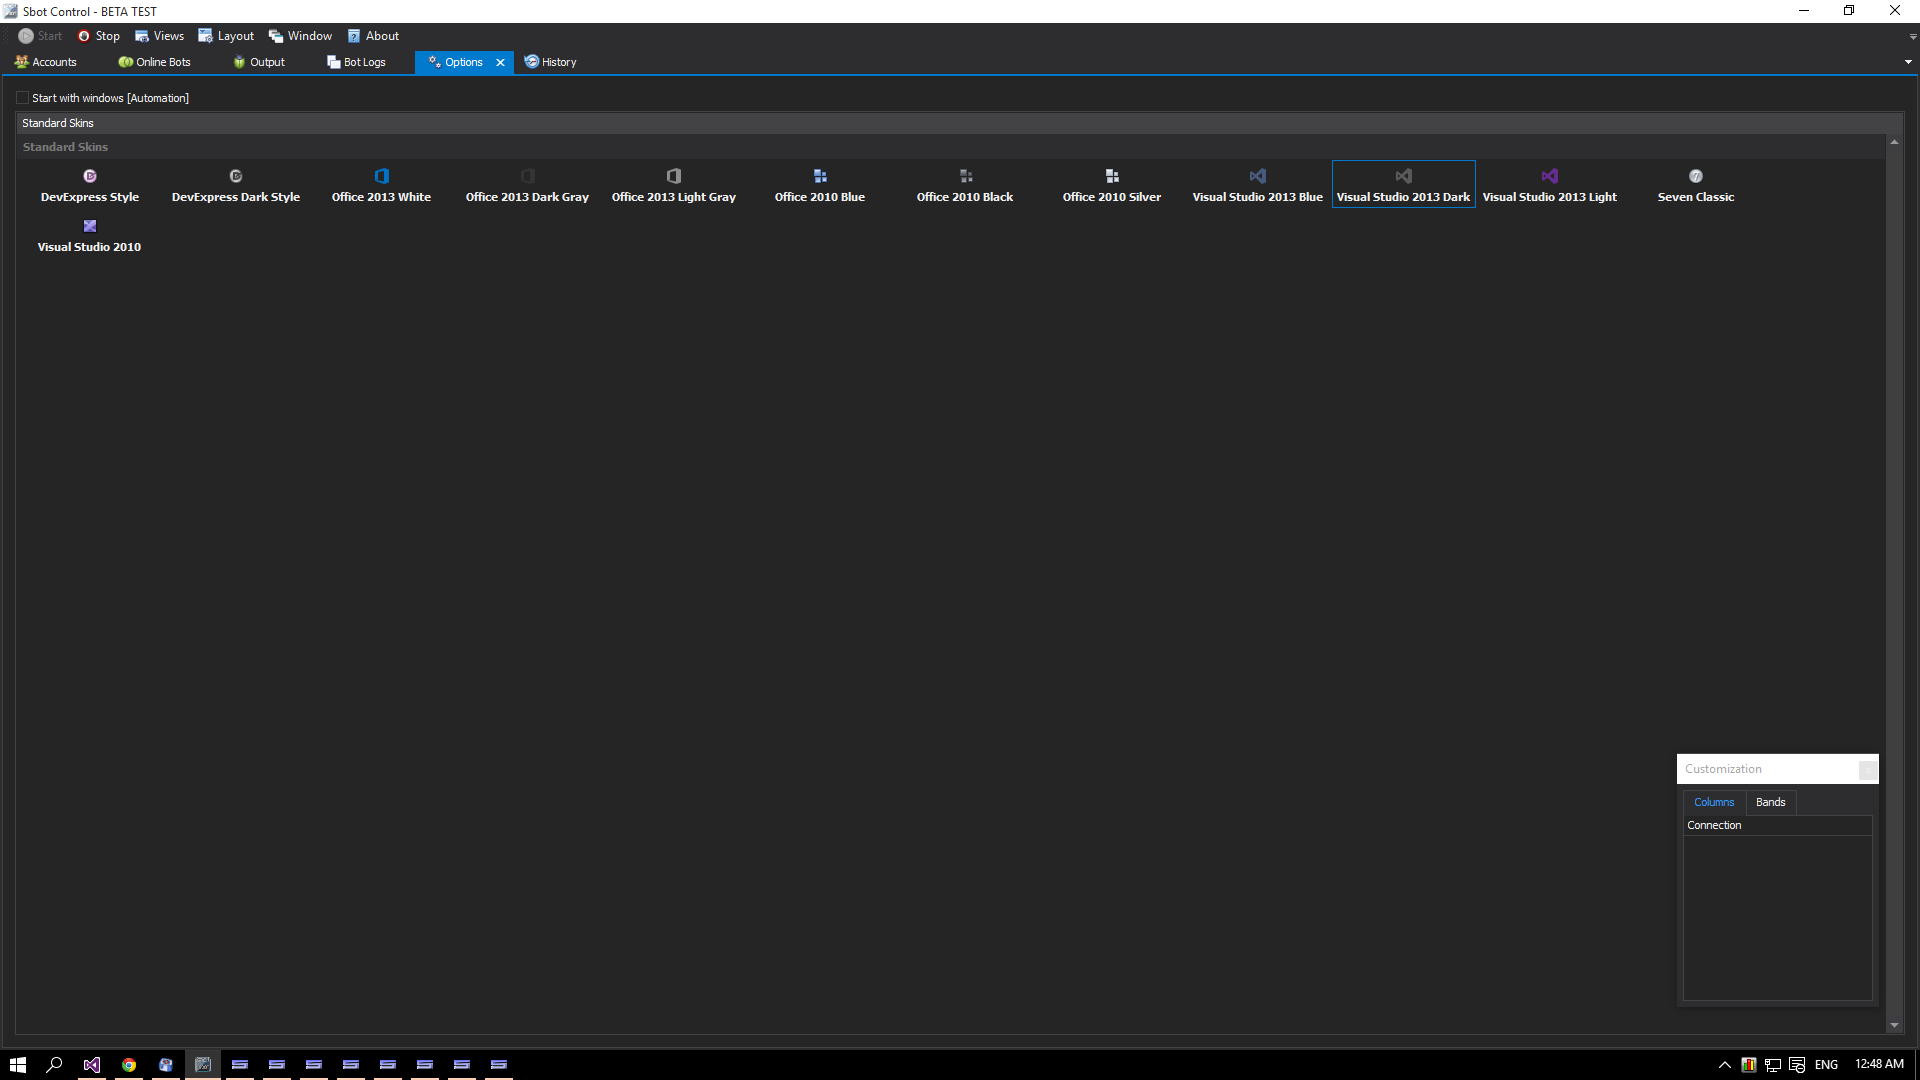 Sbot Control - BETA TEST
Start Stop Views Layout Window About
Accounts Online Bots Output Bot Logs Options History
Start with windows [Automation]
Standard Skins
Standard Skins
DevExpress Style DevExpress Dark Style Office 2013 White Office 2013 Dark Gray Office 2013 Light Gray Office 2010 Blue Office 2010 Black Office 2010 Silver Visual Studio 2013 Blue Visual Studio 2013 Dark Visual Studio 2013 Light Seven Classic
Visual Studio 2010
Customization
Columns Bands
Connection
ENG 12:48 AM